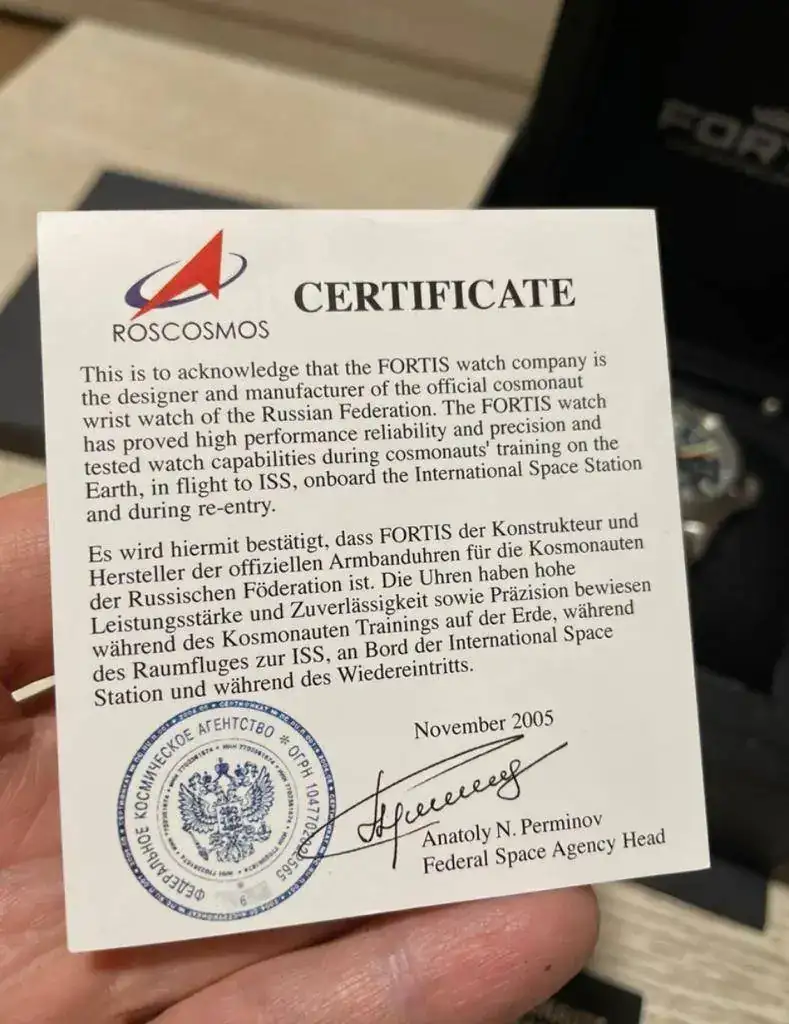 FOR
ROSCOSMOS
CERTIFICATE
This is to acknowledge that the FORTIS watch company is
the designer and manufacturer of the official cosmonaut
wrist watch of the Russian Federation. The FORTIS watch
has proved high performance reliability and precision and
tested watch capabilities during cosmonauts' training on the
Earth, in flight to ISS, onboard the International Space Station
and during re-entry.
Es wird hiermit bestätigt, dass FORTIS der Konstrukteur und
Hersteller der offiziellen Armbanduhren für die Kosmonauten
der Russischen Föderation ist. Die Uhren haben hohe
Leistungsstärke und Zuverlässigkeit sowie Präzision bewiesen
während des Kosmonauten Trainings auf der Erde, während
des Raumfluges zur ISS, an Bord der International Space
Station und während des Wiedereintritts.
November 2005
Anatoly N. Perminov
Federal Space Agency Head
ФЕДЕРАЛЬНОЕ КОСМИЧЕСКОЕ АГЕНТСТВО * ОГРН